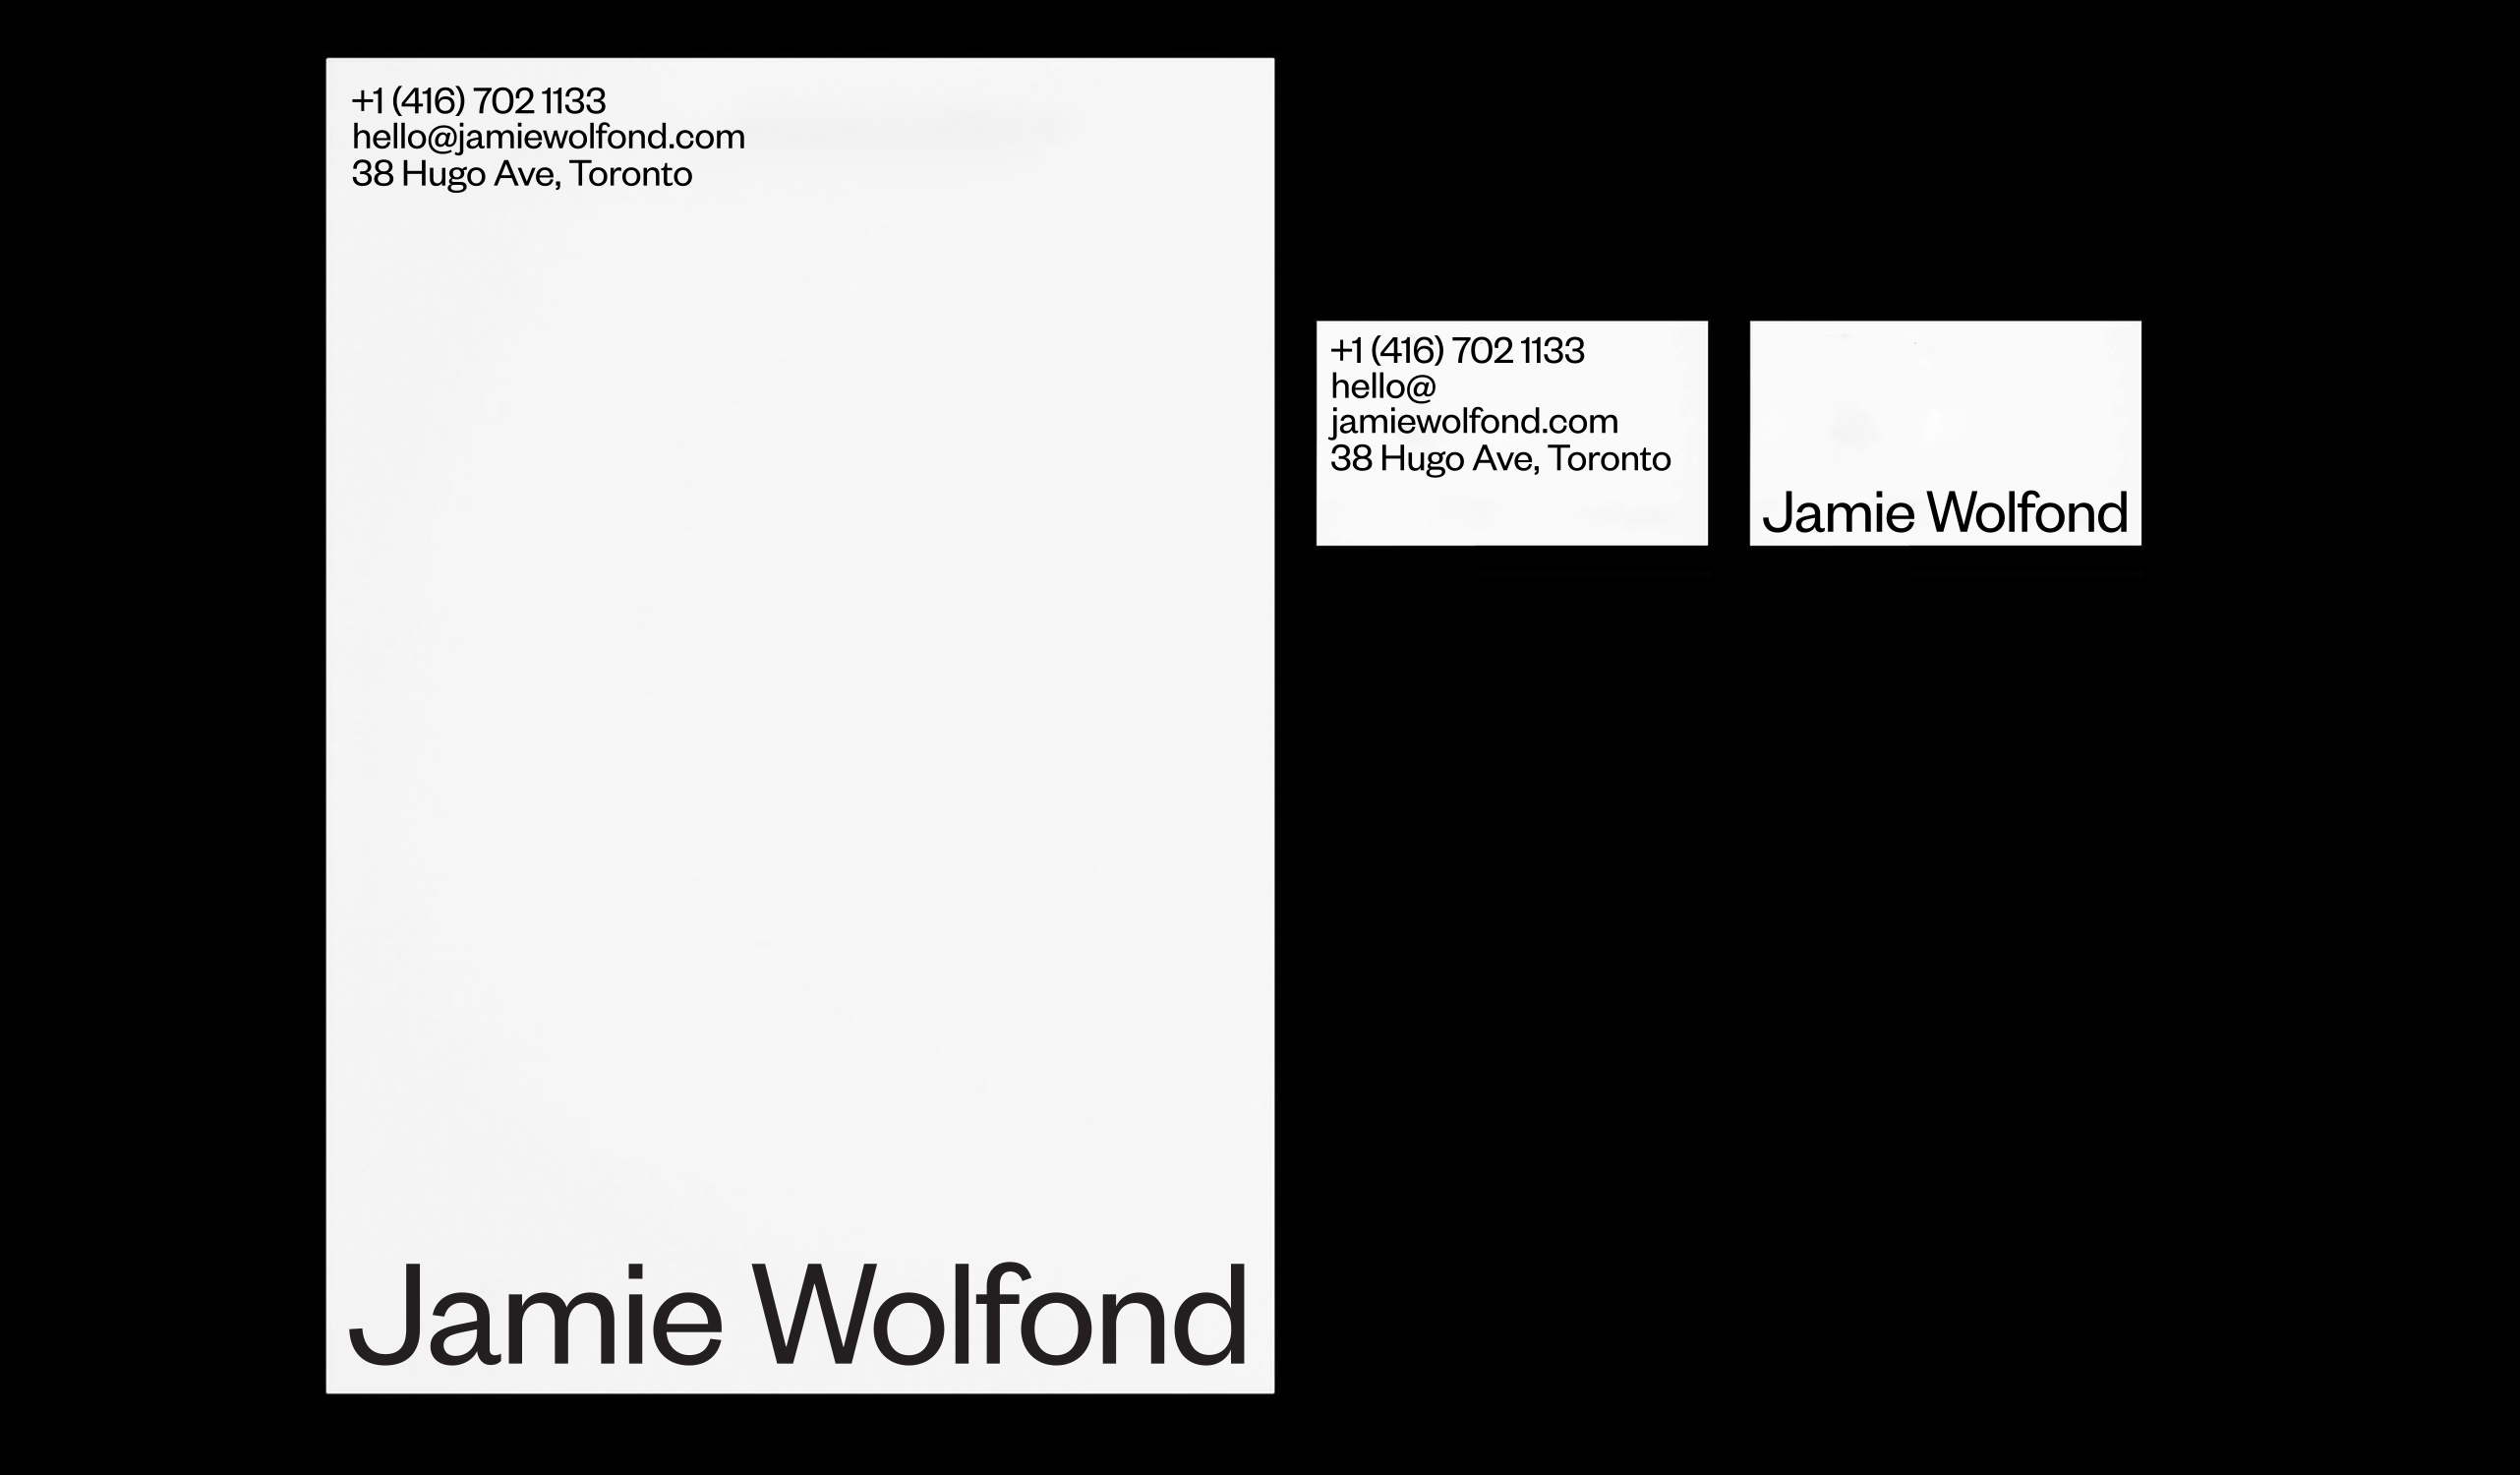 +1 (416) 702 1133
hello@jamiewolfond.com
38 Hugo Ave, Toronto
Jamie Wolfond
+1 (416) 702 1133
hello@
jamiewolfond.com
38 Hugo Ave, Toronto
Jamie Wolfond